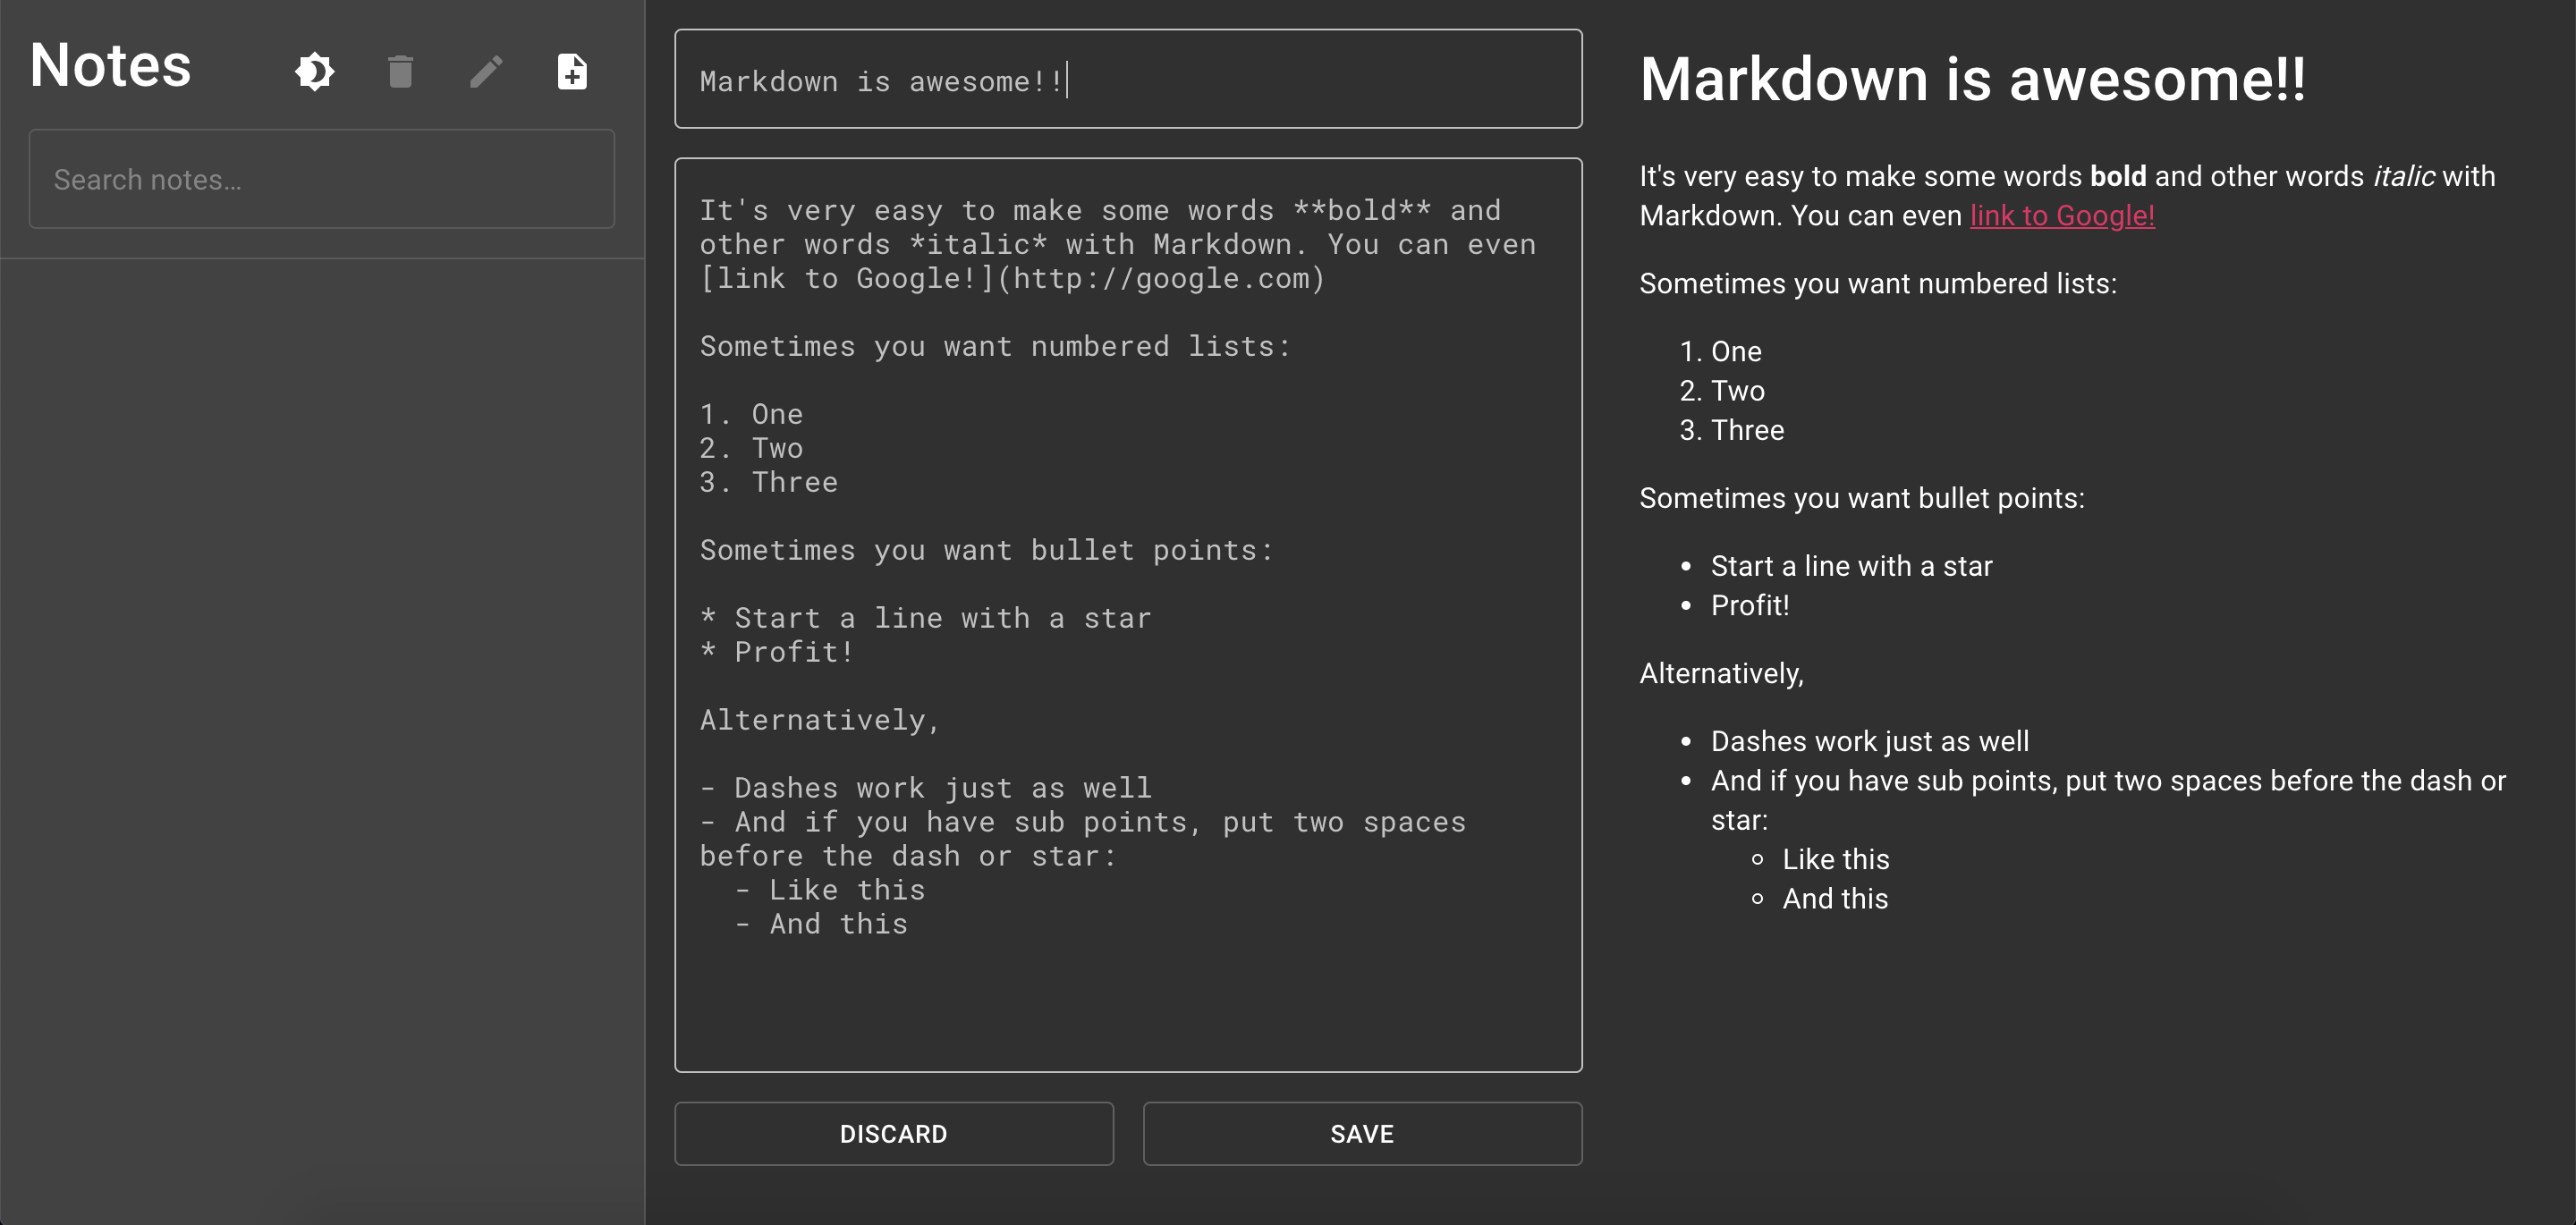 Notes
Search notes…
Markdown is awesome!!
It's very easy to make some words **bold** and
other words *italic* with Markdown. You can even
[link to Google!](http://google.com)
Sometimes you want numbered lists:
1. One
2. Two
3. Three
Sometimes you want bullet points:
* Start a line with a star
* Profit!
Alternatively,
- Dashes work just as well
- And if you have sub points, put two spaces
before the dash or star:
  - Like this
  - And this
DISCARD
SAVE
Markdown is awesome!!
It's very easy to make some words bold and other words italic with
Markdown. You can even link to Google!
Sometimes you want numbered lists:
1. One
2. Two
3. Three
Sometimes you want bullet points:
• Start a line with a star
• Profit!
Alternatively,
• Dashes work just as well
• And if you have sub points, put two spaces before the dash or
star:
◦ Like this
◦ And this